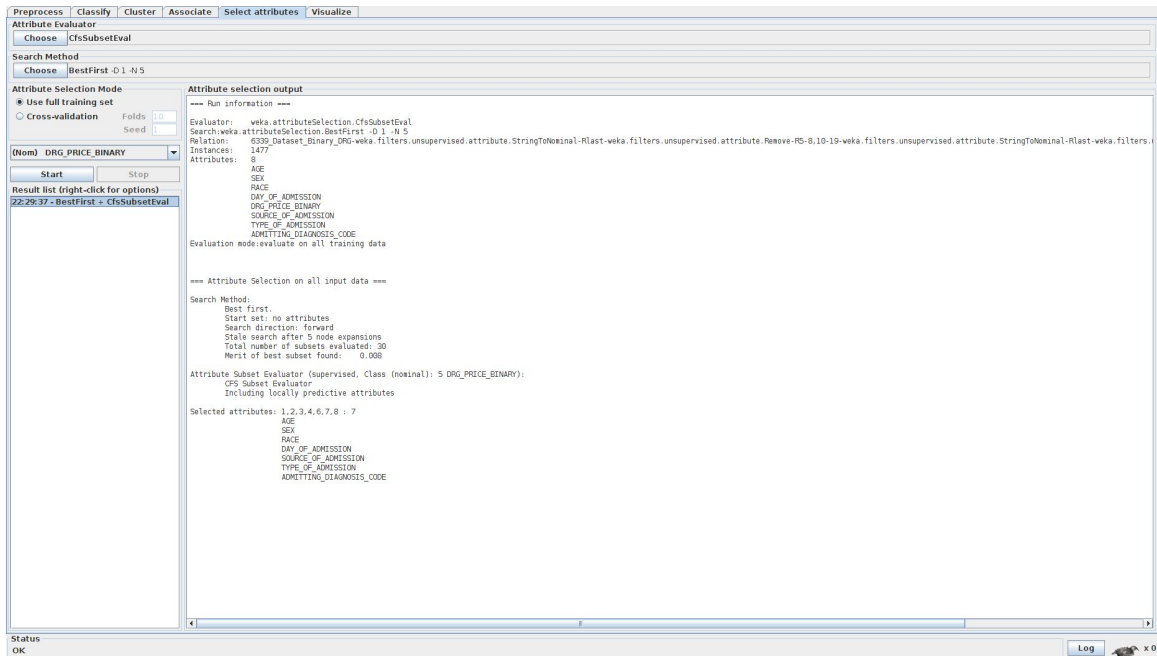 Preprocess Classify Cluster Associate Select attributes Visualize
Attribute Evaluator
Choose CfsSubsetEval
Search Method
Choose BestFirst -D 1 -N 5
Attribute Selection Mode
Use full training set
Cross-validation Folds 10
Seed 1
(Nom) DRG_PRICE_BINARY
Start Stop
Result list (right-click for options)
22:29:37 - BestFirst + CfsSubsetEval
Attribute selection output
=== Run information ===
Evaluator: weka.attributeSelection.CfsSubsetEval
Search:weka.attributeSelection.BestFirst -D 1 -N 5
Relation: 6339_Dataset_Binary_DRG-weka.filters.unsupervised.attribute.StringToNominal-Rlast-weka.filters.unsupervised.attribute.Remove-R5-8,10-19-weka.filters.unsupervised.attribute.StringToNominal-Rlast-weka.filters.
Instances: 1477
Attributes: 8
AGE
SEX
RACE
DAY_OF_ADMISSION
DRG_PRICE_BINARY
SOURCE_OF_ADMISSION
TYPE_OF_ADMISSION
ADMITTING_DIAGNOSIS_CODE
Evaluation mode:evaluate on all training data
=== Attribute Selection on all input data ===
Search Method:
Best first.
Start set: no attributes
Search direction: forward
Stale search after 5 node expansions
Total number of subsets evaluated: 30
Merit of best subset found: 0.008
Attribute Subset Evaluator (supervised, Class (nominal): 5 DRG_PRICE_BINARY):
CFS Subset Evaluator
Including locally predictive attributes
Selected attributes: 1,2,3,4,6,7,8 : 7
AGE
SEX
RACE
DAY_OF_ADMISSION
SOURCE_OF_ADMISSION
TYPE_OF_ADMISSION
ADMITTING_DIAGNOSIS_CODE
Status
OK
Log x 0